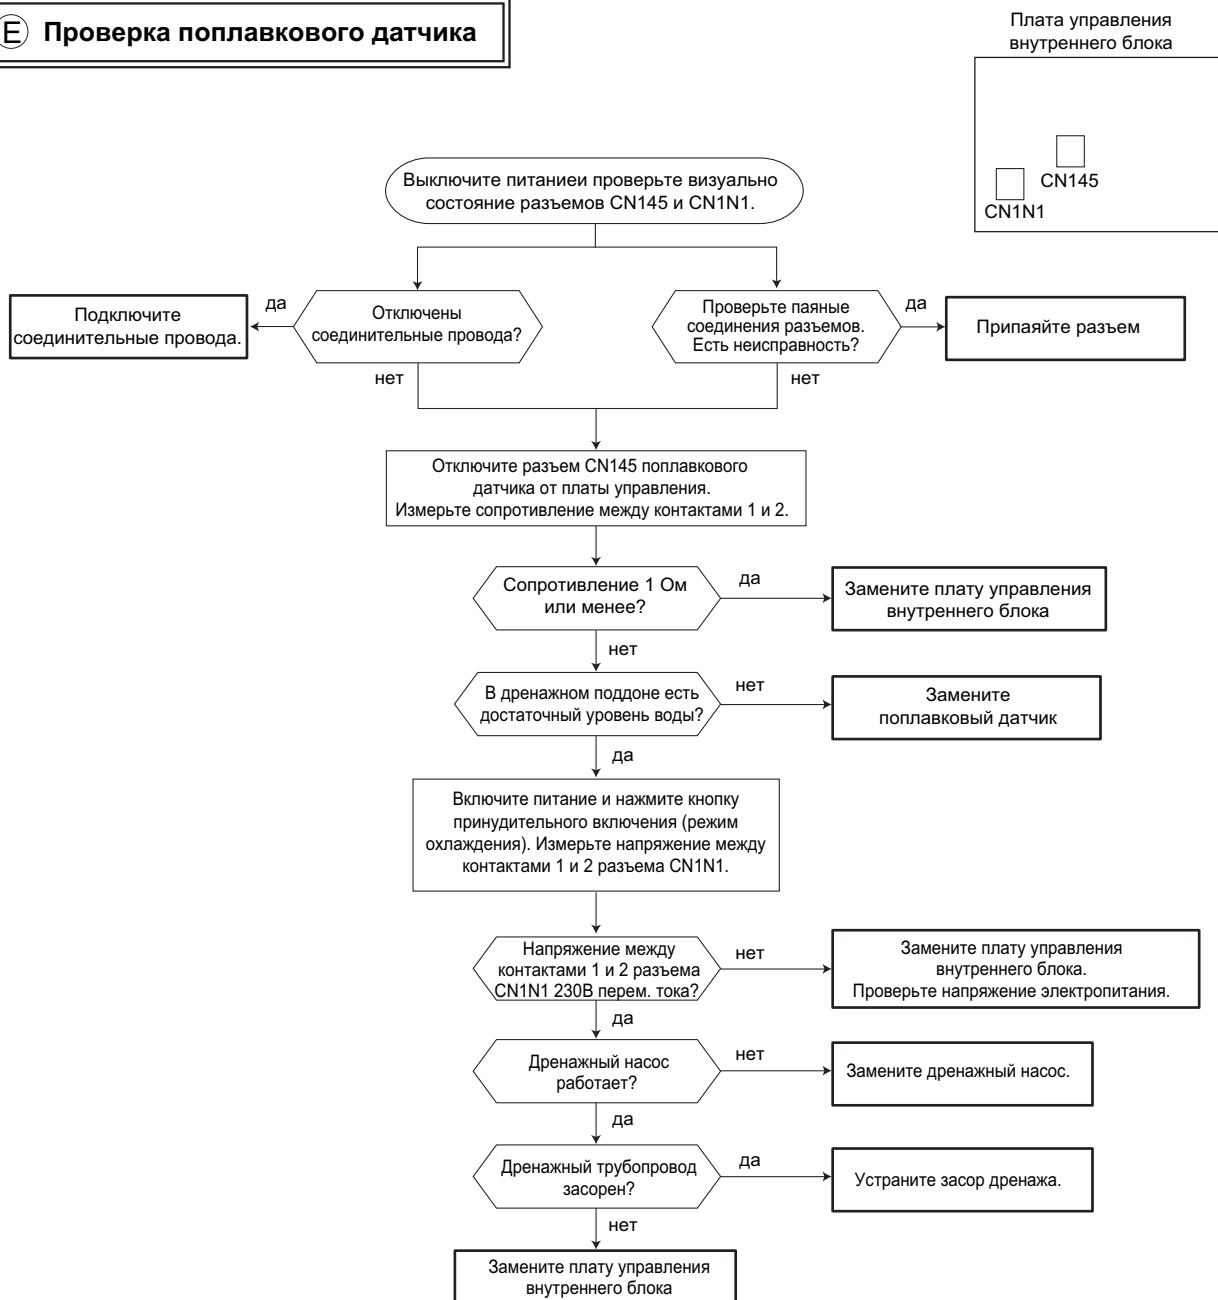 E Проверка поплавкового датчика
Плата управления
внутреннего блока
CN145
CN1N1
Выключите питаниеи проверьте визуально
состояние разъемов CN145 и CN1N1.
Подключите
соединительные провода.
да
Отключены
соединительные провода?
Проверьте паяные
соединения разъемов.
Есть неисправность?
да
Припаяйте разъем
нет
нет
Отключите разъем CN145 поплавкового
датчика от платы управления.
Измерьте сопротивление между контактами 1 и 2.
Сопротивление 1 Ом
или менее?
да
Замените плату управления
внутреннего блока
нет
В дренажном поддоне есть
достаточный уровень воды?
нет
Замените
поплавковый датчик
да
Включите питание и нажмите кнопку
принудительного включения (режим
охлаждения). Измерьте напряжение между
контактами 1 и 2 разъема CN1N1.
Напряжение между
контактами 1 и 2 разъема
CN1N1 230В перем. тока?
нет
Замените плату управления
внутреннего блока.
Проверьте напряжение электропитания.
да
Дренажный насос
работает?
нет
Замените дренажный насос.
да
Дренажный трубопровод
засорен?
да
Устраните засор дренажа.
нет
Замените плату управления
внутреннего блока